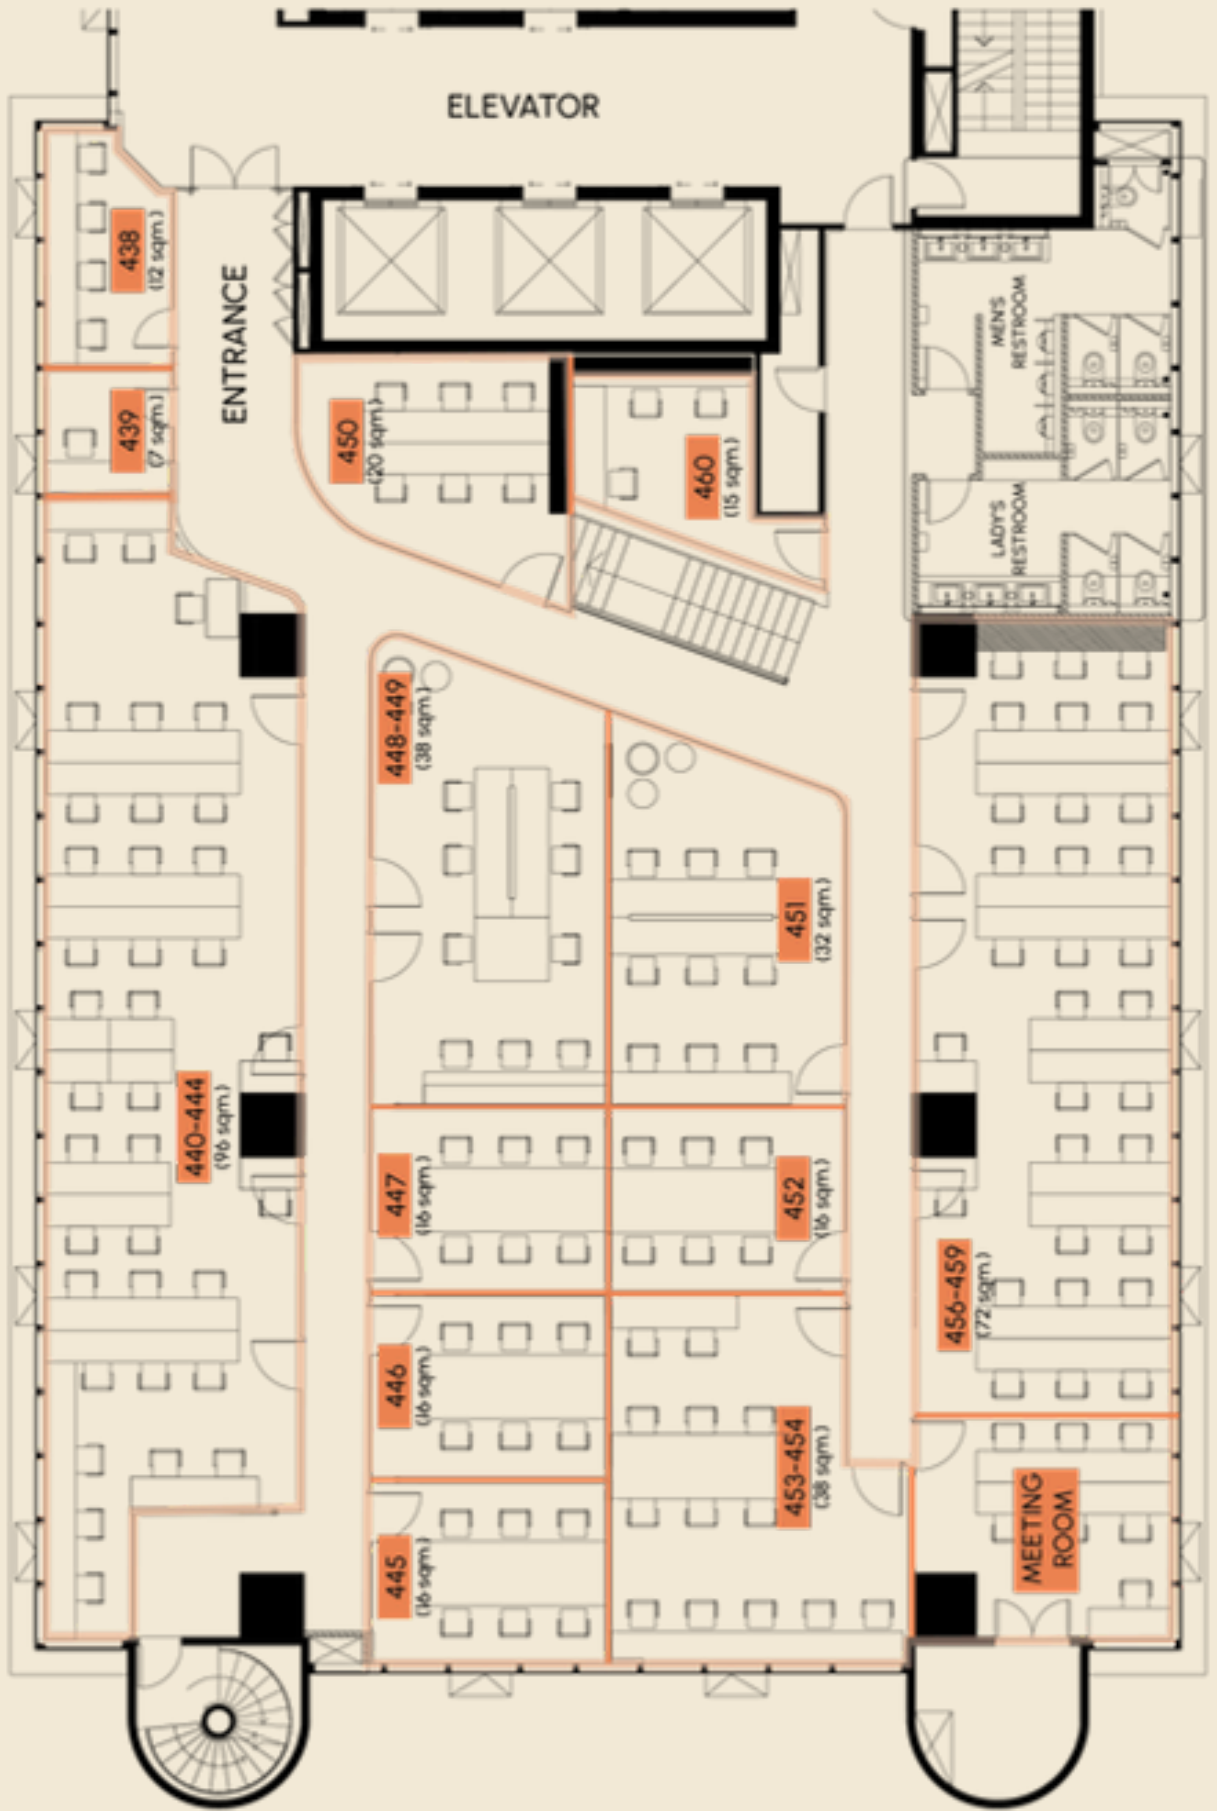 ELEVATOR
438
(12 sqm.)
ENTRANCE
439
(7 sqm.)
450
(20 sqm.)
460
(15 sqm.)
MEN'S
RESTROOM
LADY'S
RESTROOM
448-449
(38 sqm.)
451
(32 sqm.)
440-444
(96 sqm.)
447
(16 sqm.)
452
(16 sqm.)
456-459
(72 sqm.)
446
(16 sqm.)
453-454
(38 sqm.)
445
(16 sqm.)
MEETING
ROOM